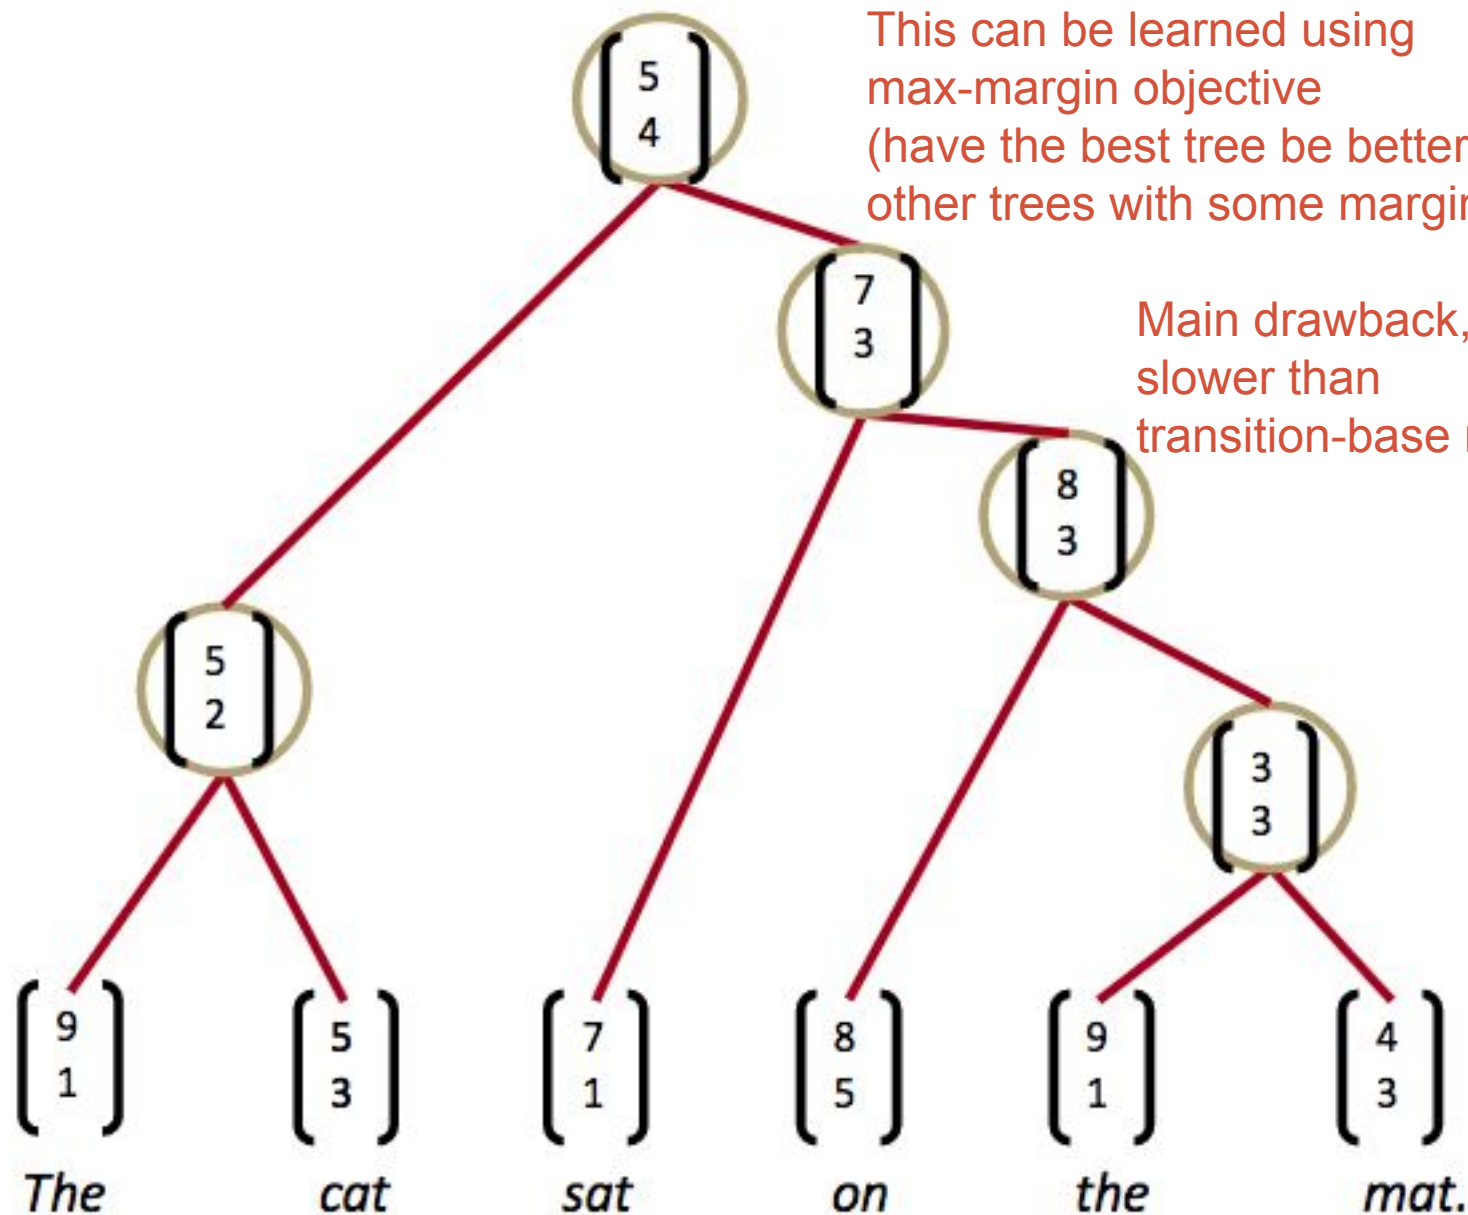 This can be learned using
max-margin objective
(have the best tree be better
other trees with some margin
Main drawback,
slower than
transition-base
5
4
7
3
8
3
5
2
3
3
9 5 7 8 9 4
1 3 1 5 1 3
The cat sat on the mat.